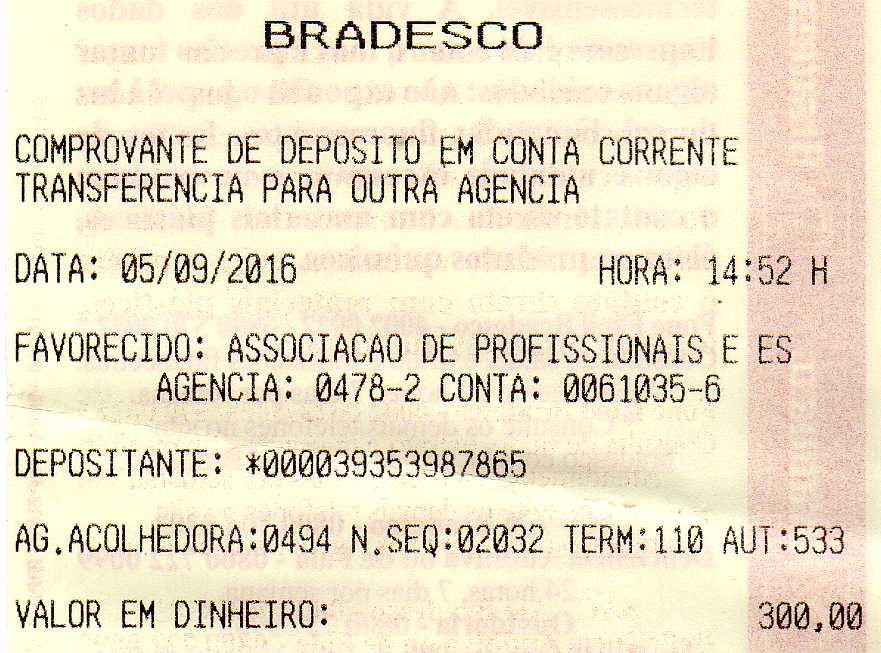 BRADESCO
COMPROVANTE DE DEPOSITO EM CONTA CORRENTE
TRANSFERENCIA PARA OUTRA AGENCIA
DATA: 05/09/2016 HORA: 14:52 H
FAVORECIDO: ASSOCIACAO DE PROFISSIONAIS E ES
AGENCIA: 0478-2 CONTA: 0061035-6
DEPOSITANTE: *0000393539​87865
AG.ACOLHEDORA:0494 N.SEQ:02032 TERM:110 AUT:533
VALOR EM DINHEIRO: 300,00